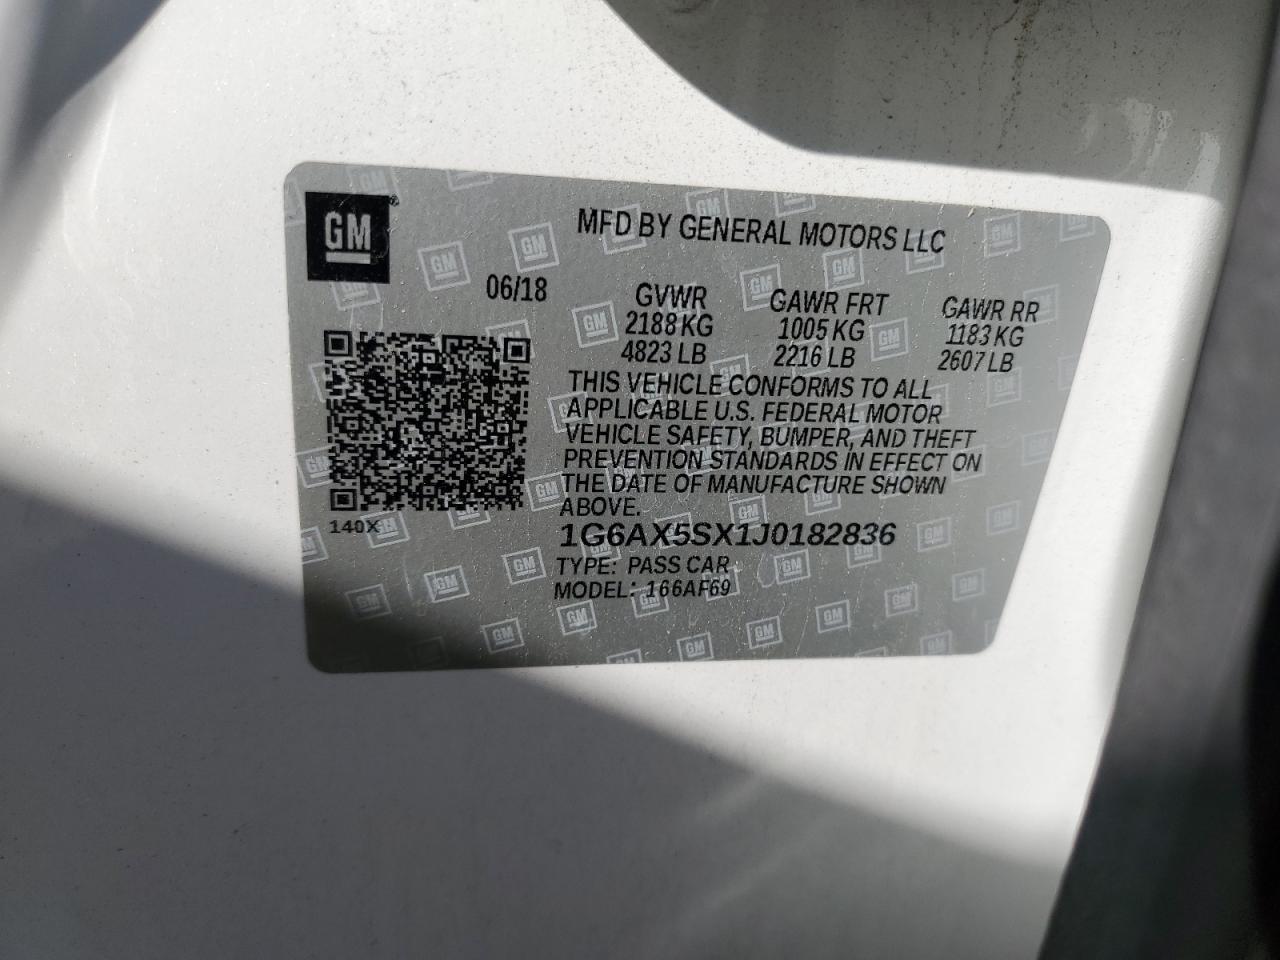 GM
MFD BY GENERAL MOTORS LLC
06/18
GVWR GAWR FRT GAWR RR
2188 KG 1005 KG 1183 KG
4823 LB 2216 LB 2607 LB
THIS VEHICLE CONFORMS TO ALL
APPLICABLE U.S. FEDERAL MOTOR
VEHICLE SAFETY, BUMPER, AND THEFT
PREVENTION STANDARDS IN EFFECT ON
THE DATE OF MANUFACTURE SHOWN
ABOVE.
140X
1G6AX5SX1J0182836
TYPE: PASS CAR
MODEL: 166AF69